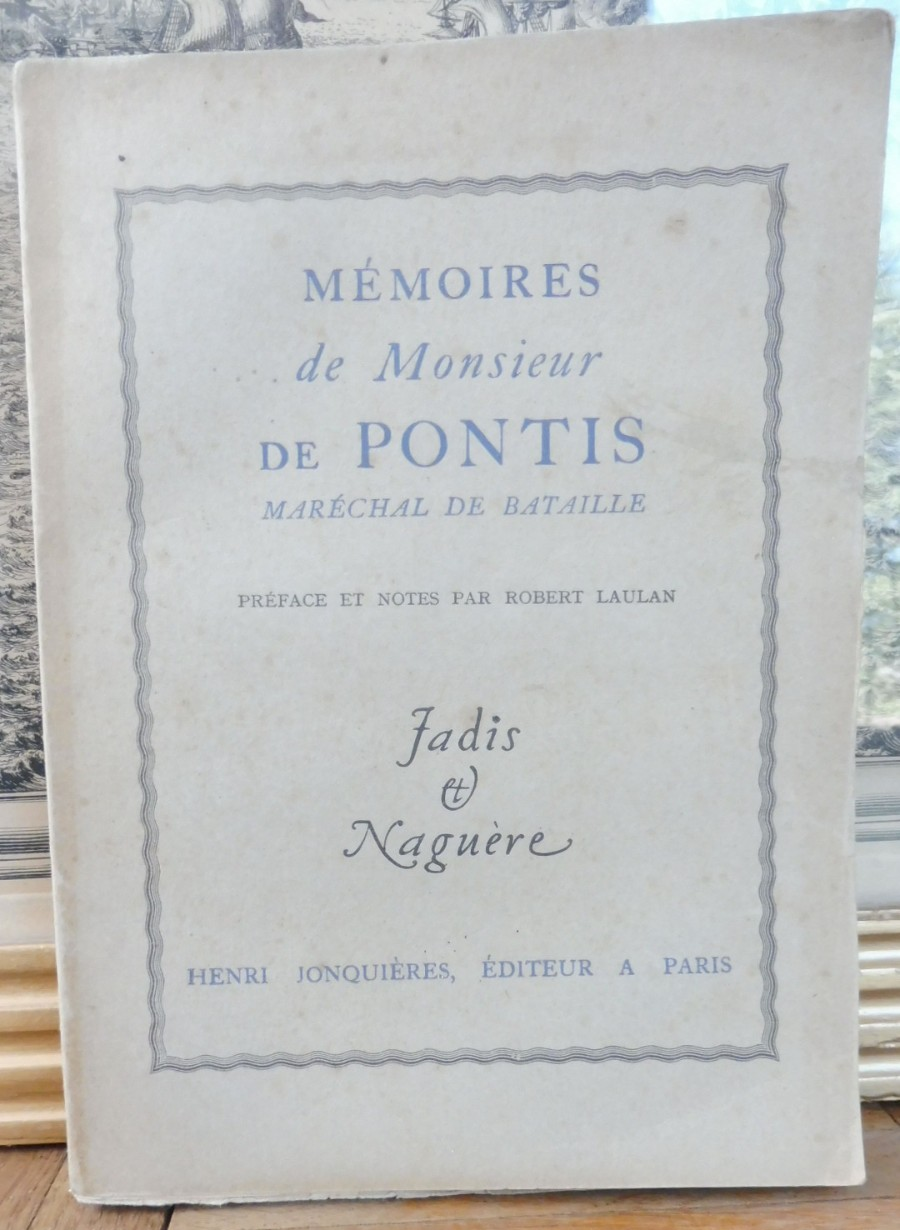 MÉMOIRES
de Monsieur
DE PONTIS
MARÉCHAL DE BATAILLE
PRÉFACE ET NOTES PAR ROBERT LAULAN
Jadis
et
Naguère
HENRI JONQUIÈRES, ÉDITEUR A PARIS